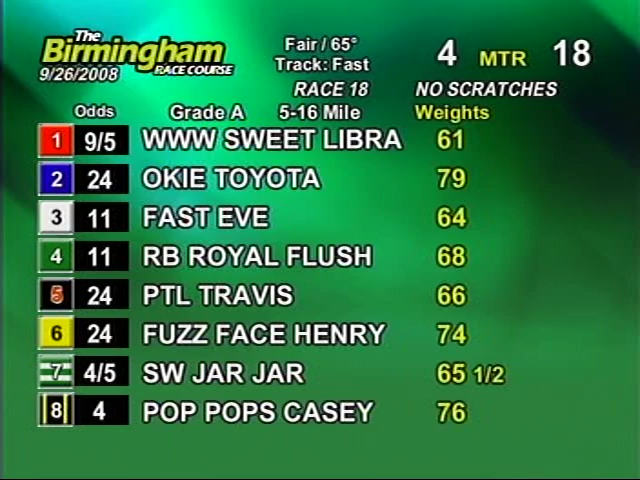 The
Birmingham
RACE COURSE
9/26/2008
Fair / 65°
Track: Fast
4 MTR 18
RACE 18 NO SCRATCHES
Odds Grade A 5-16 Mile Weights
1 9/5 WWW SWEET LIBRA 61
2 24 OKIE TOYOTA 79
3 11 FAST EVE 64
4 11 RB ROYAL FLUSH 68
5 24 PTL TRAVIS 66
6 24 FUZZ FACE HENRY 74
7 4/5 SW JAR JAR 65 1/2
8 4 POP POPS CASEY 76